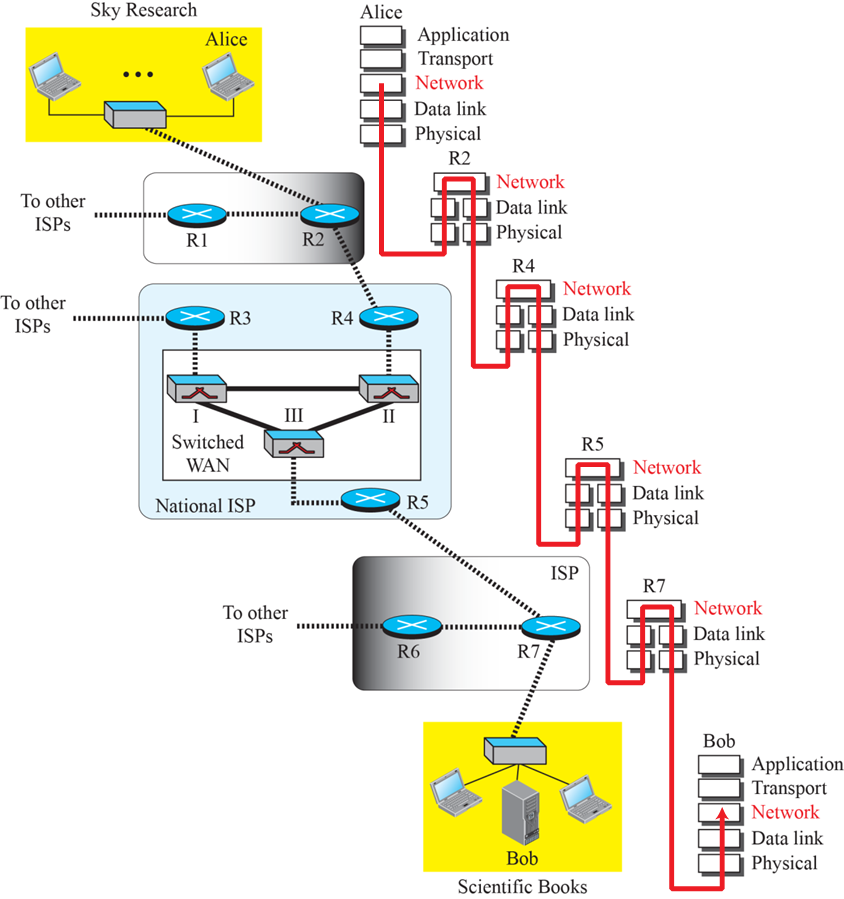 Sky Research
Alice
To other
ISPs
R1
R2
To other
ISPs
R3
R4
I
III
II
Switched
WAN
National ISP
R5
ISP
To other
ISPs
R6
R7
Bob
Scientific Books
Alice
Application
Transport
Network
Data link
Physical
R2
Network
Data link
Physical
R4
Network
Data link
Physical
R5
Network
Data link
Physical
R7
Network
Data link
Physical
Bob
Application
Transport
Network
Data link
Physical